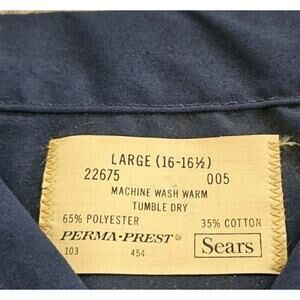 LARGE (16-16½)
22675 005
MACHINE WASH WARM
TUMBLE DRY
65% POLYESTER 35% COTTON
PERMA-PREST® Sears
103 454